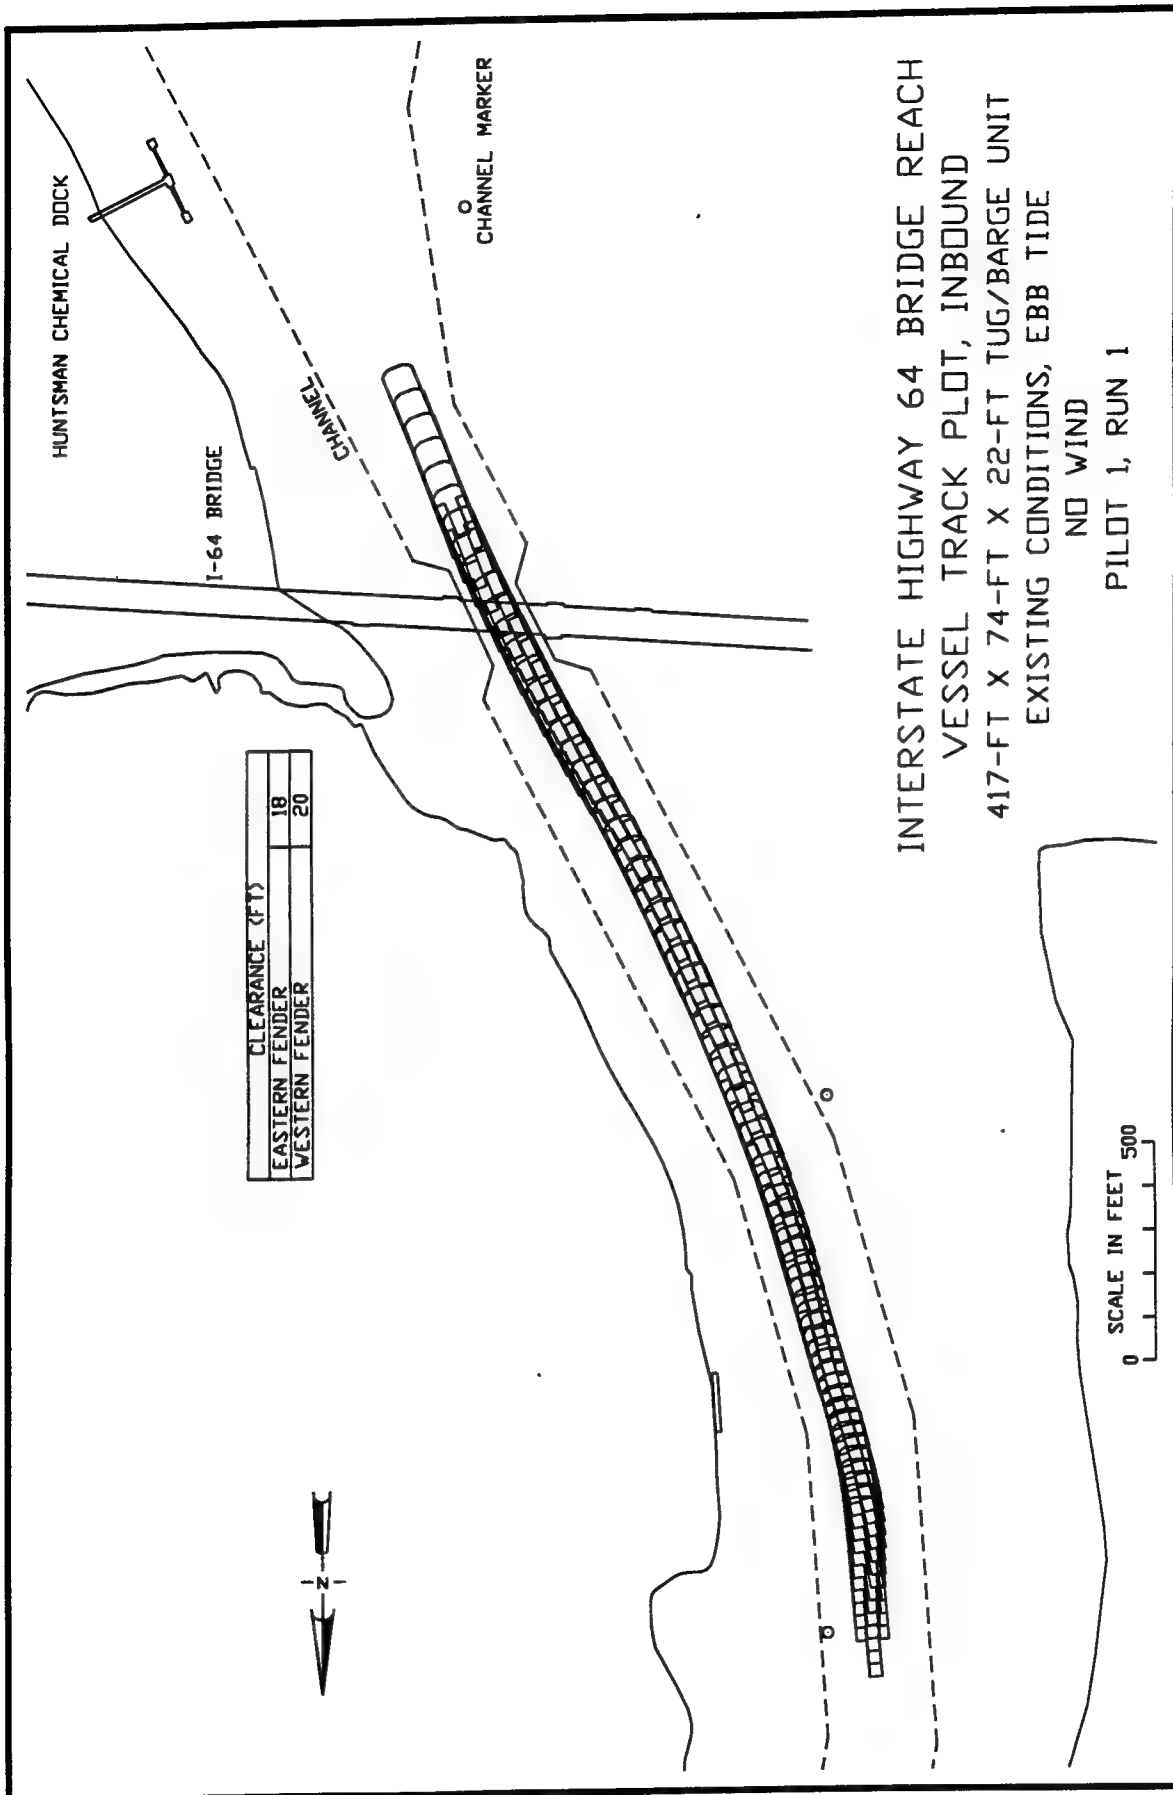 HUNTSMAN CHEMICAL DOCK
I-64 BRIDGE
CHANNEL
CHANNEL MARKER
CLEARANCE (FT)
EASTERN FENDER 18
WESTERN FENDER 20
N
INTERSTATE HIGHWAY 64 BRIDGE REACH
VESSEL TRACK PLOT, INBOUND
417-FT X 74-FT X 22-FT TUG/BARGE UNIT
EXISTING CONDITIONS, EBB TIDE
NO WIND
PILOT 1, RUN 1
SCALE IN FEET
0 500